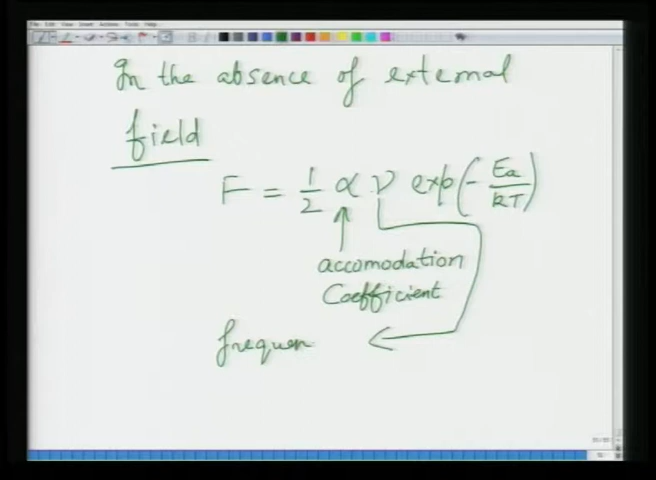 In the absence of external
field
F = 1/2 α ν exp(- Ea/kT)
accomodation
Coefficient
frequen